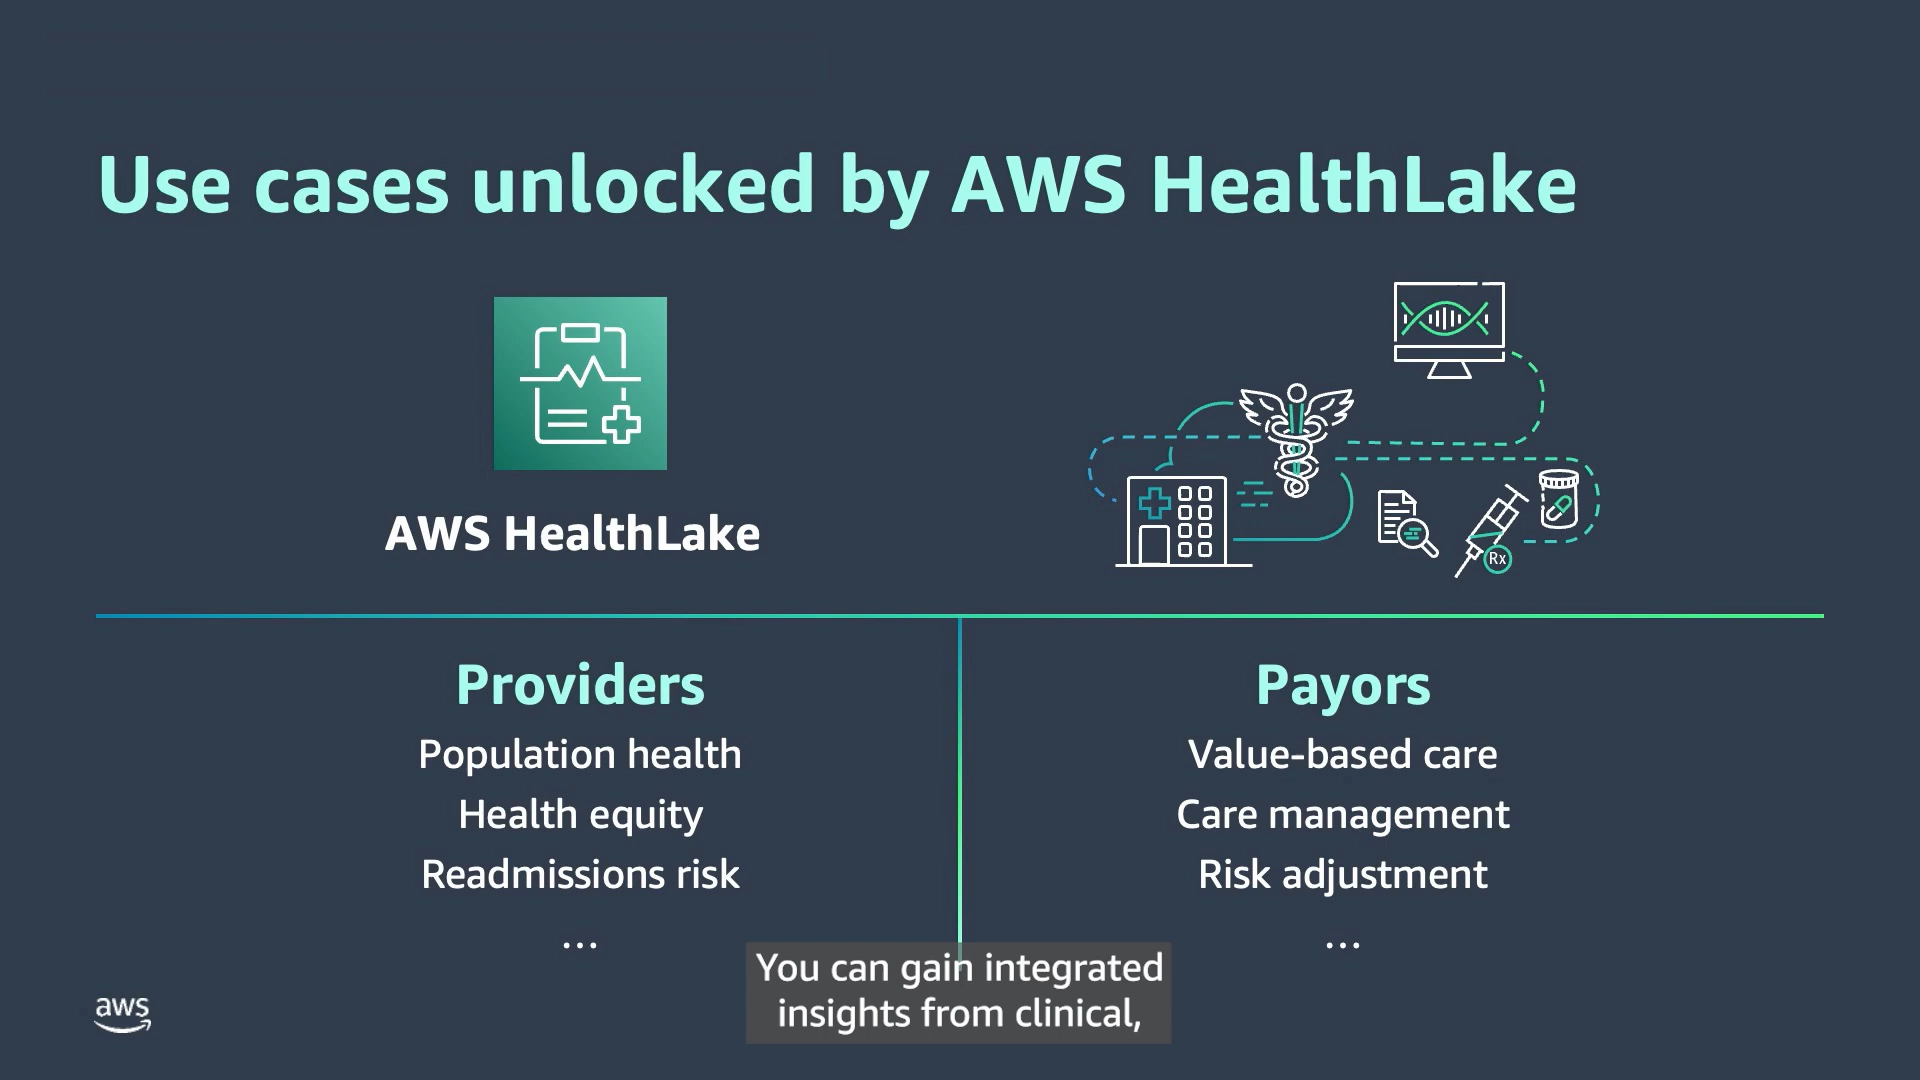 Use cases unlocked by AWS HealthLake
AWS HealthLake
Rx
Providers
Population health
Health equity
Readmissions risk
...
Payors
Value-based care
Care management
Risk adjustment
...
You can gain integrated
insights from clinical,
aws